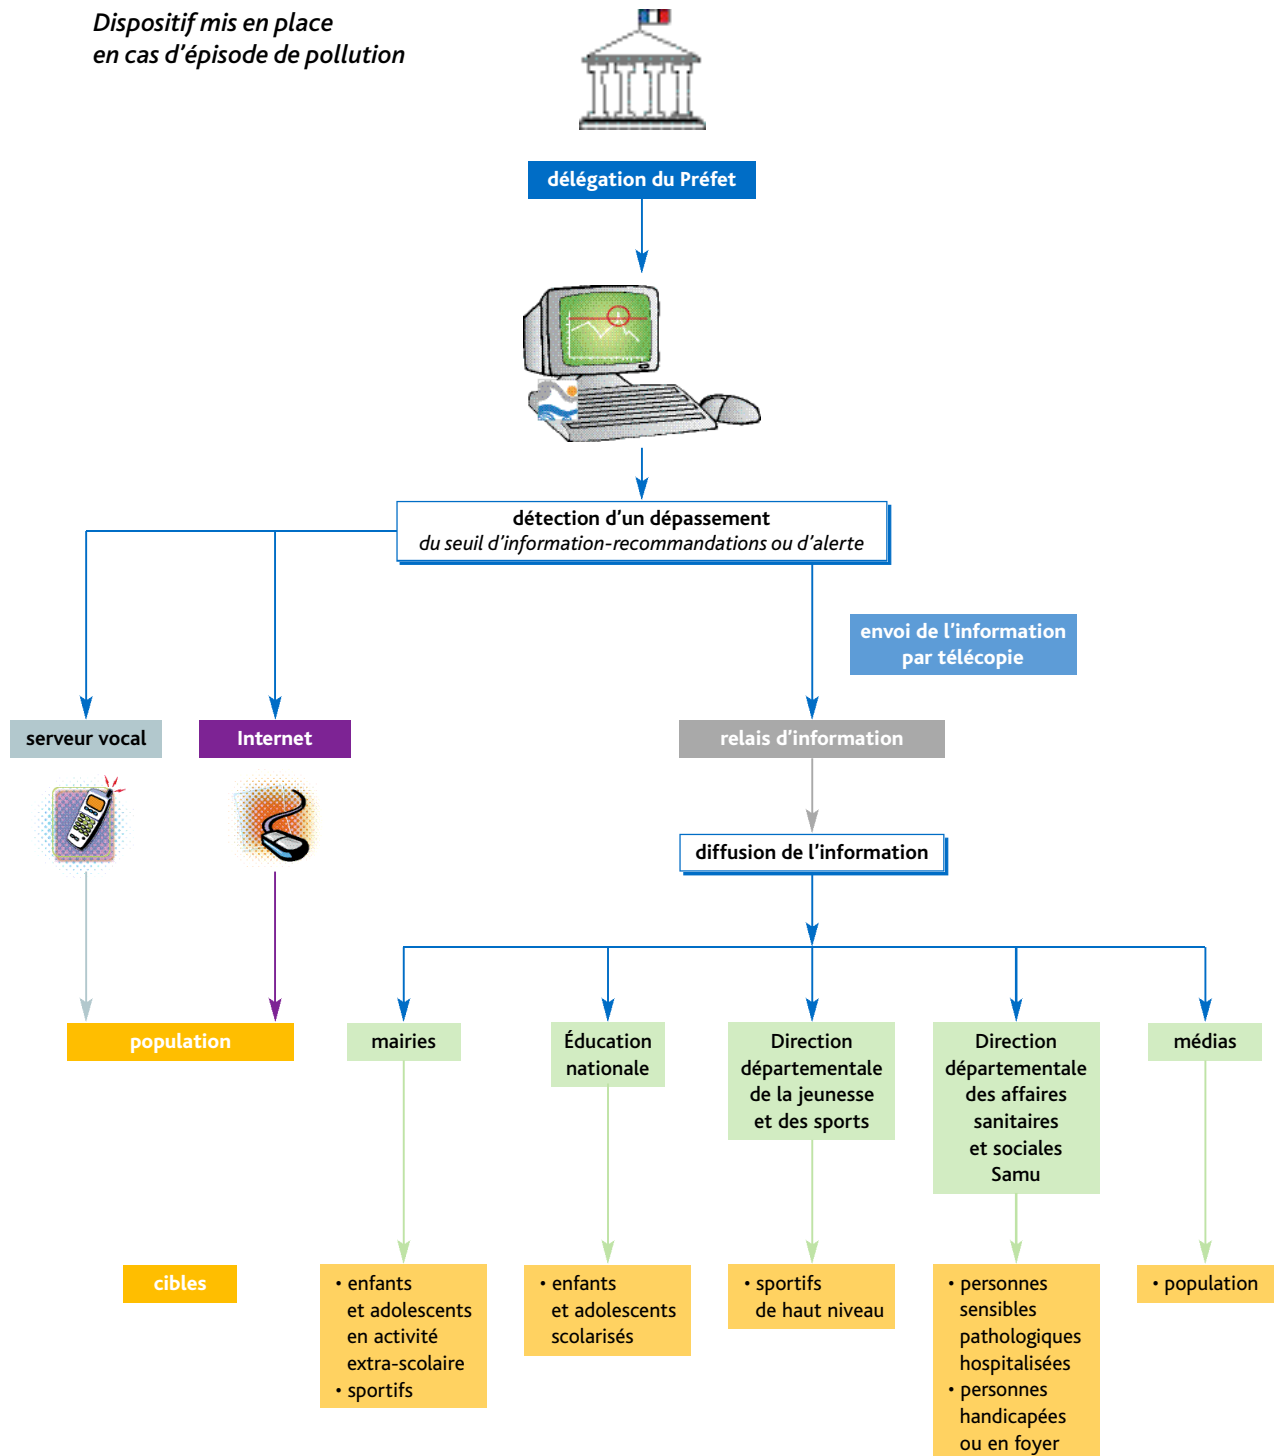 Dispositif mis en place
en cas d'épisode de pollution
délégation du Préfet
détection d'un dépassement
du seuil d'information-recommandations ou d'alerte
envoi de l'information
par télécopie
serveur vocal
Internet
relais d'information
diffusion de l'information
population
mairies
Éducation
nationale
Direction
départementale
de la jeunesse
et des sports
Direction
départementale
des affaires
sanitaires
et sociales
Samu
médias
cibles
• enfants
et adolescents
en activité
extra-scolaire
• sportifs
• enfants
et adolescents
scolarisés
• sportifs
de haut niveau
• personnes
sensibles
pathologiques
hospitalisées
• personnes
handicapées
ou en foyer
• population